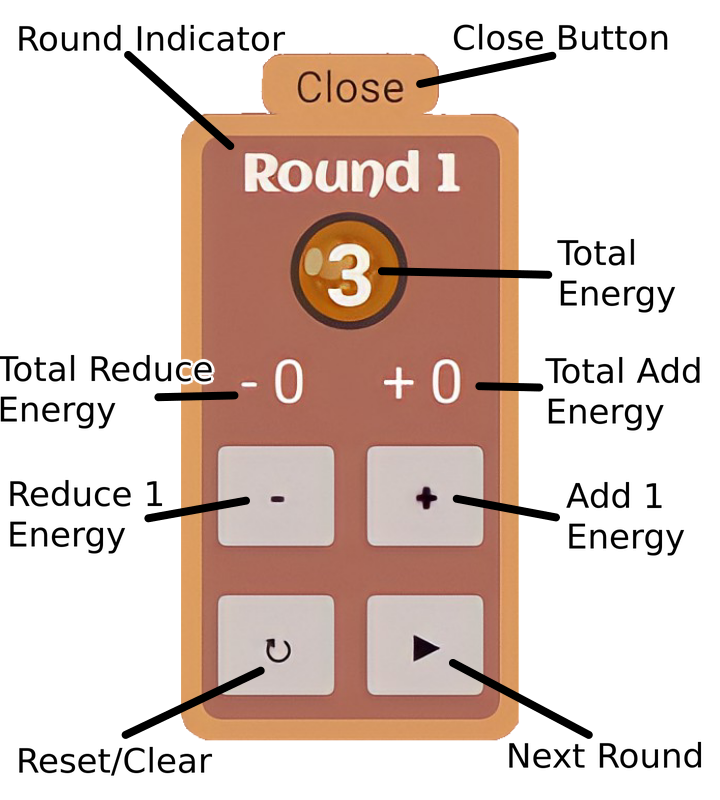 Round Indicator
Close Button
Close
Round 1
3
Total
Energy
Total Reduce
Energy
- 0
+ 0
Total Add
Energy
Reduce 1
Energy
-
+
Add 1
Energy
Reset/Clear
Next Round